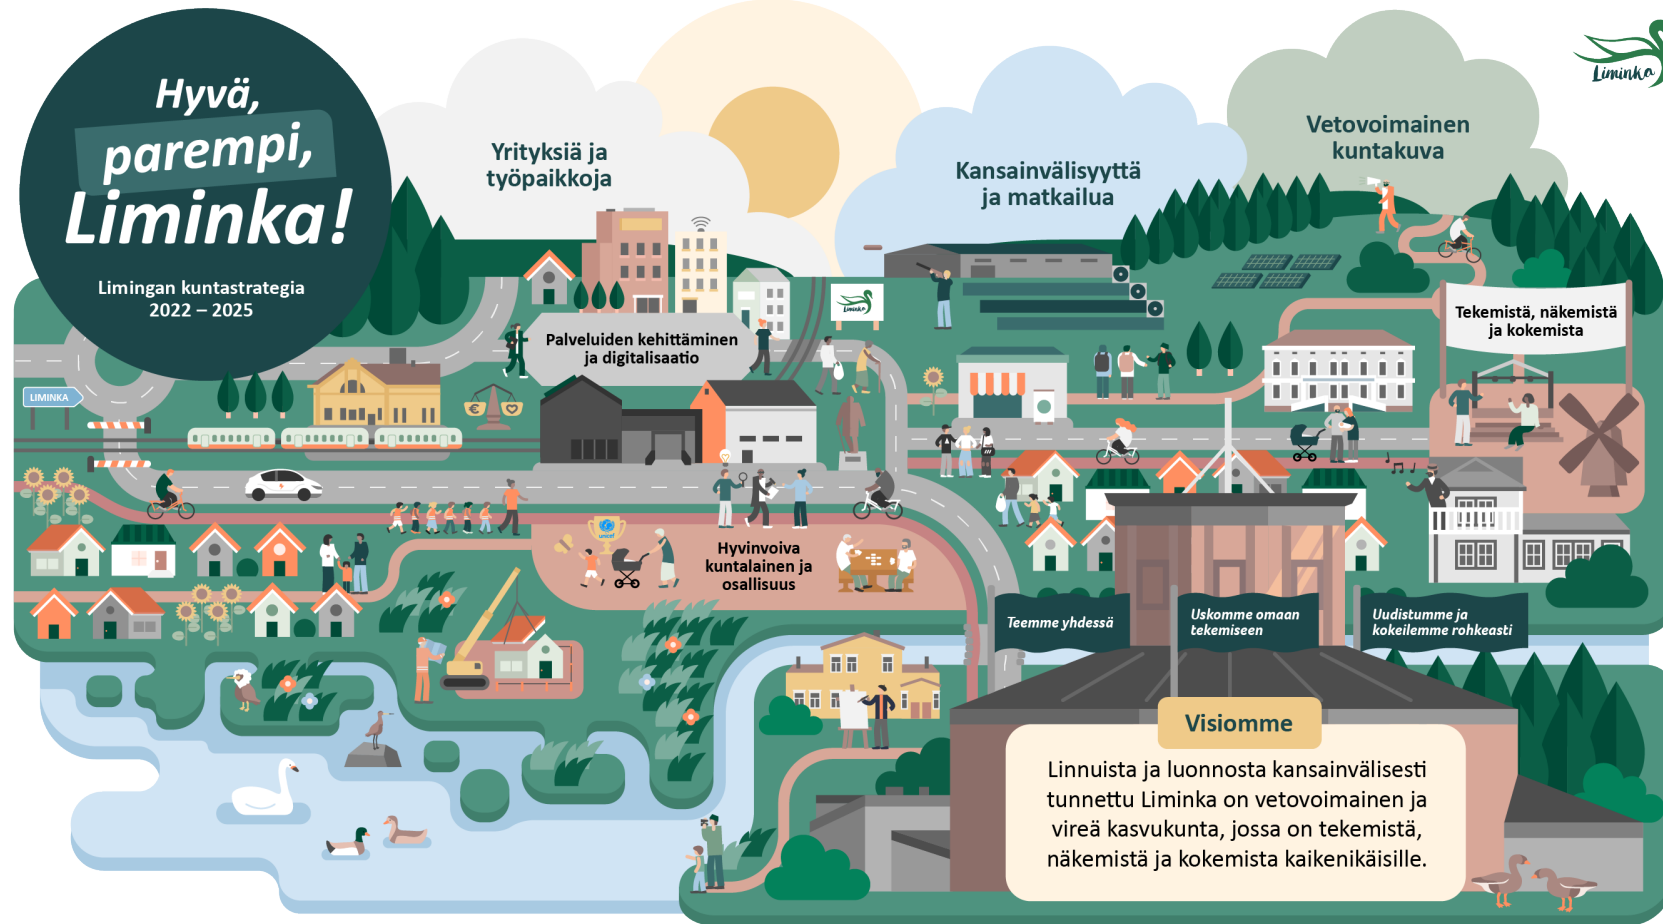 Hyvä,
parempi,
Liminka!
Limingan kuntastrategia
2022 – 2025
Yrityksiä ja
työpaikkoja
Kansainvälisyyttä
ja matkailua
Vetovoimainen
kuntakuva
Liminka
Palveluiden kehittäminen
ja digitalisaatio
Liminka
Tekemistä, näkemistä
ja kokemista
LIMINKA
€
unicef
Hyvinvoiva
kuntalainen ja
osallisuus
Teemme yhdessä
Uskomme omaan
tekemiseen
Uudistumme ja
kokeilemme rohkeasti
Visiomme
Linnuista ja luonnosta kansainvälisesti
tunnettu Liminka on vetovoimainen ja
vireä kasvukunta, jossa on tekemistä,
näkemistä ja kokemista kaikenikäisille.